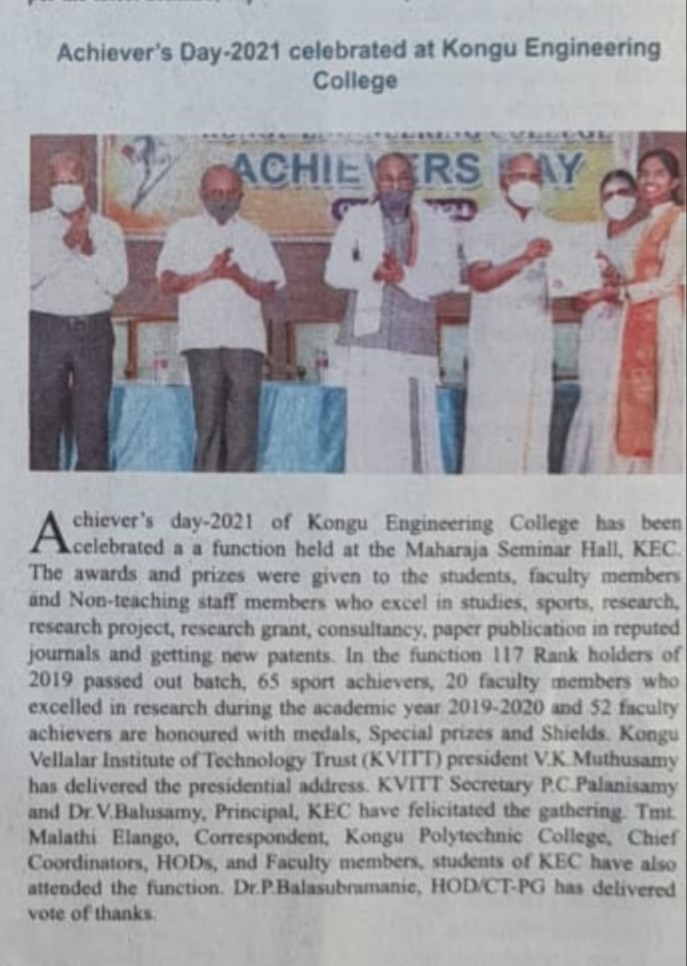 Achiever's Day-2021 celebrated at Kongu Engineering
College
KONGU ENGINEERING COLLEGE
ACHIEVERS DAY
Achiever's day-2021 of Kongu Engineering College has been
celebrated a a function held at the Maharaja Seminar Hall, KEC.
The awards and prizes were given to the students, faculty members
and Non-teaching staff members who excel in studies, sports, research,
research project, research grant, consultancy, paper publication in reputed
journals and getting new patents. In the function 117 Rank holders of
2019 passed out batch, 65 sport achievers, 20 faculty members who
excelled in research during the academic year 2019-2020 and 52 faculty
achievers are honoured with medals, Special prizes and Shields. Kongu
Vellalar Institute of Technology Trust (KVITT) president V.K.Muthusamy
has delivered the presidential address. KVITT Secretary P.C.Palanisamy
and Dr.V.Balusamy, Principal, KEC have felicitated the gathering. Tmt.
Malathi Elango, Correspondent, Kongu Polytechnic College, Chief
Coordinators, HODs, and Faculty members, students of KEC have also
attended the function. Dr.P.Balasubramanie, HOD/CT-PG has delivered
vote of thanks.